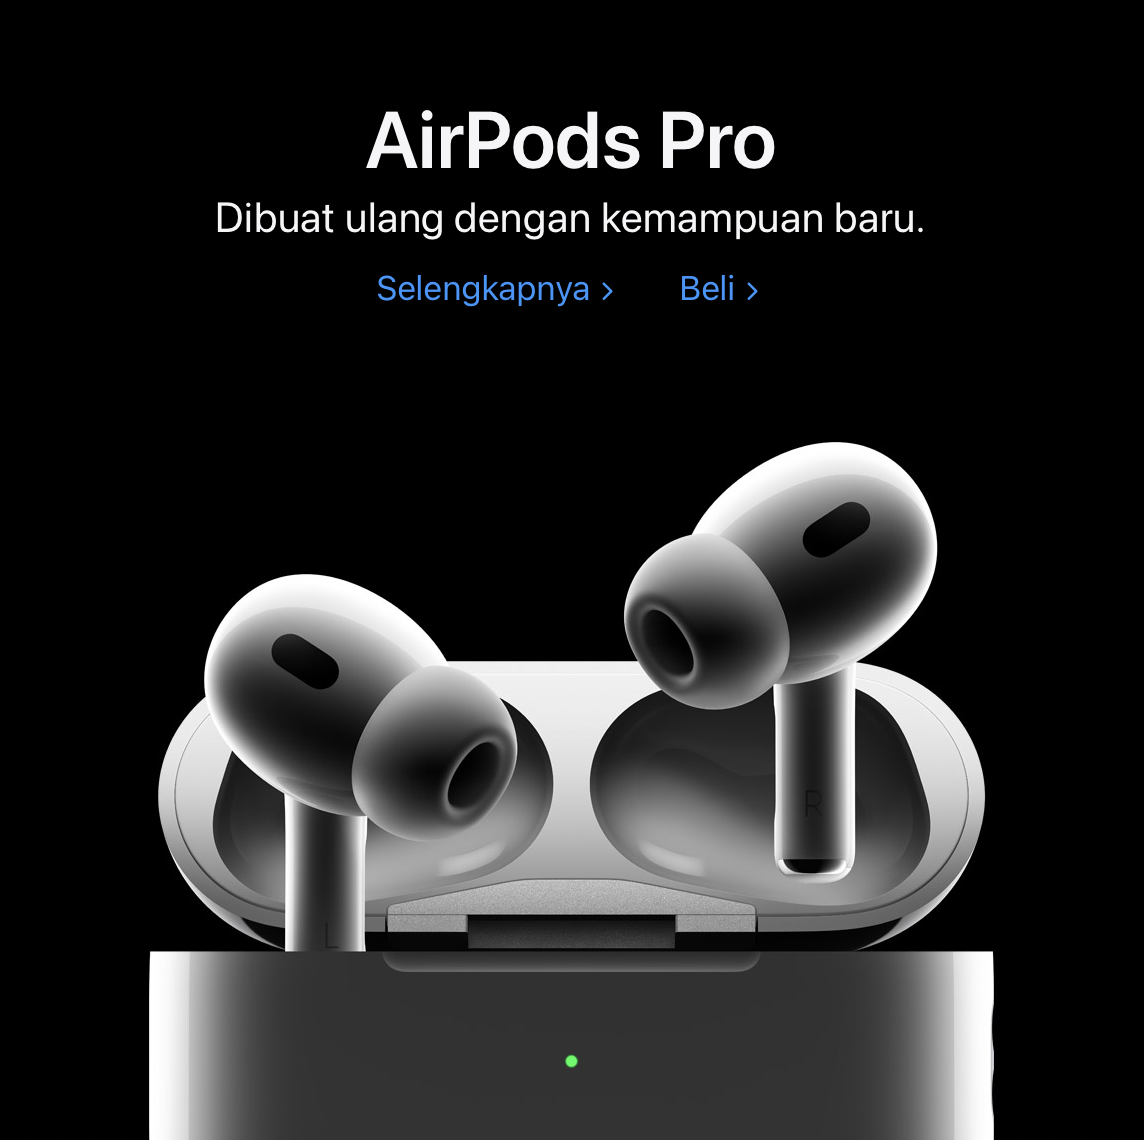 AirPods Pro
Dibuat ulang dengan kemampuan baru.
Selengkapnya > Beli >
R
L